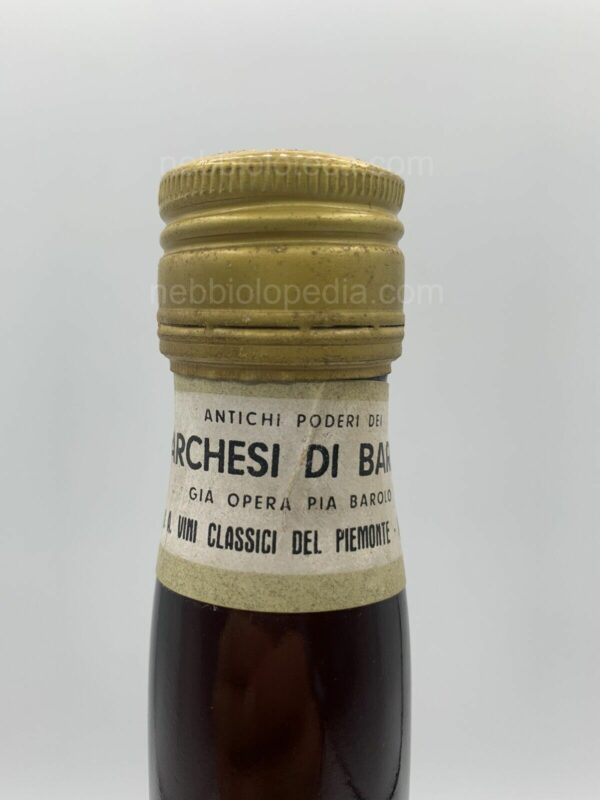 nebbiolopedia.com
nebbiolopedia.com
ANTICHI PODERI DEI
ARCHESI DI BAR
GIA OPERA PIA BAROLO
VINI CLASSICI DEL PIEMONTE -